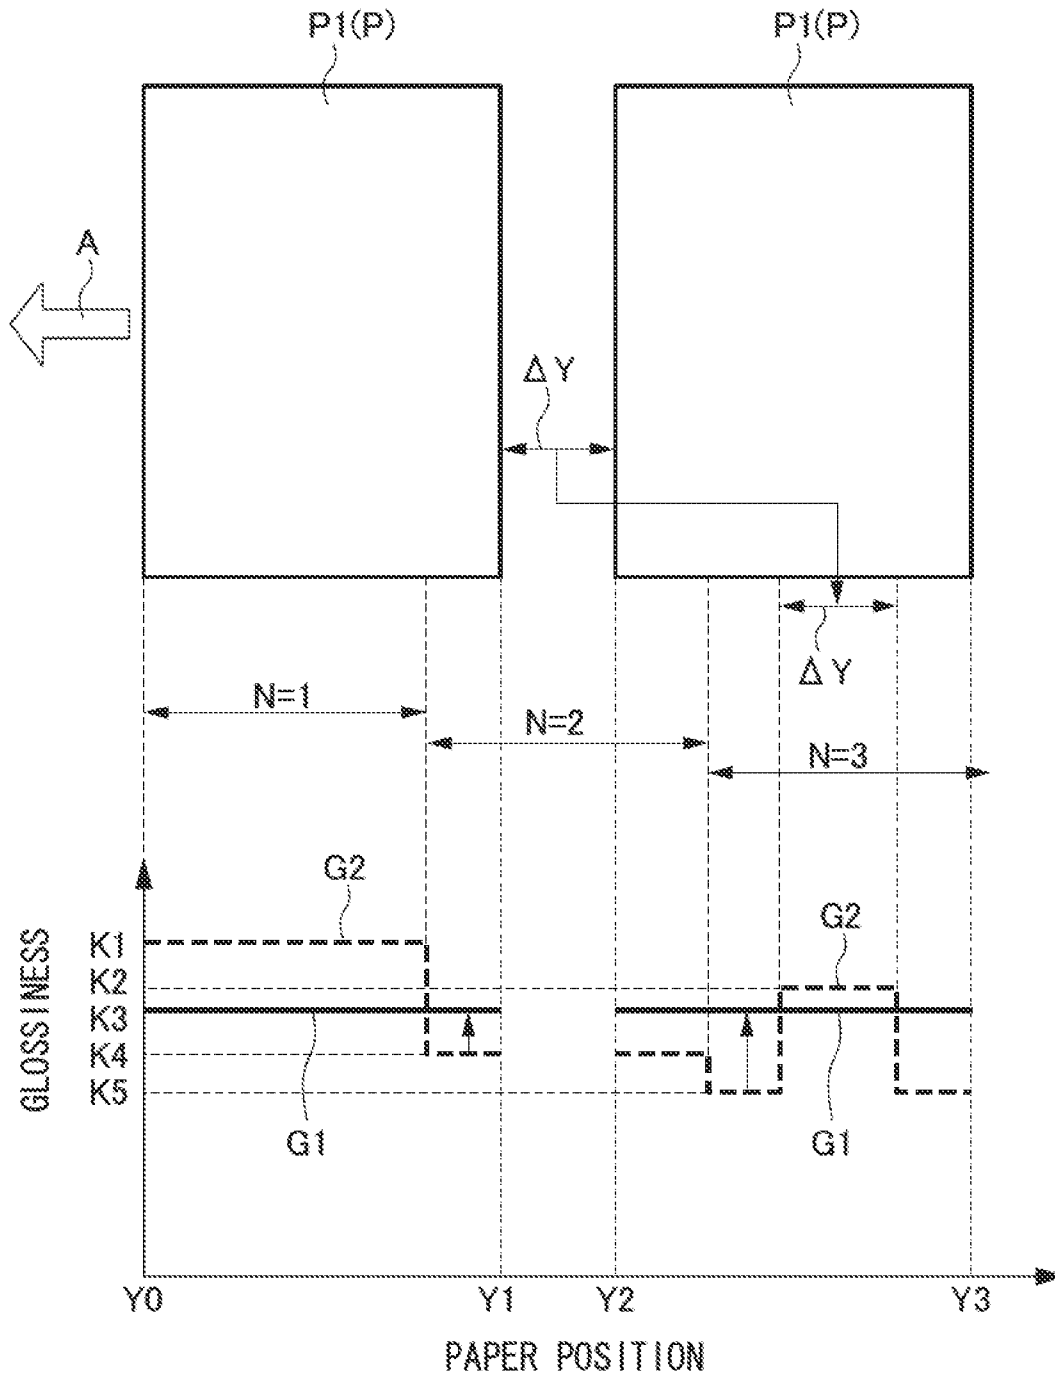 P1(P)
P1(P)
A
ΔY
ΔY
N=1
N=2
N=3
G2
G2
GLOSSINESS
K1
K2
K3
K4
K5
G1
G1
Y0
Y1
Y2
Y3
PAPER POSITION